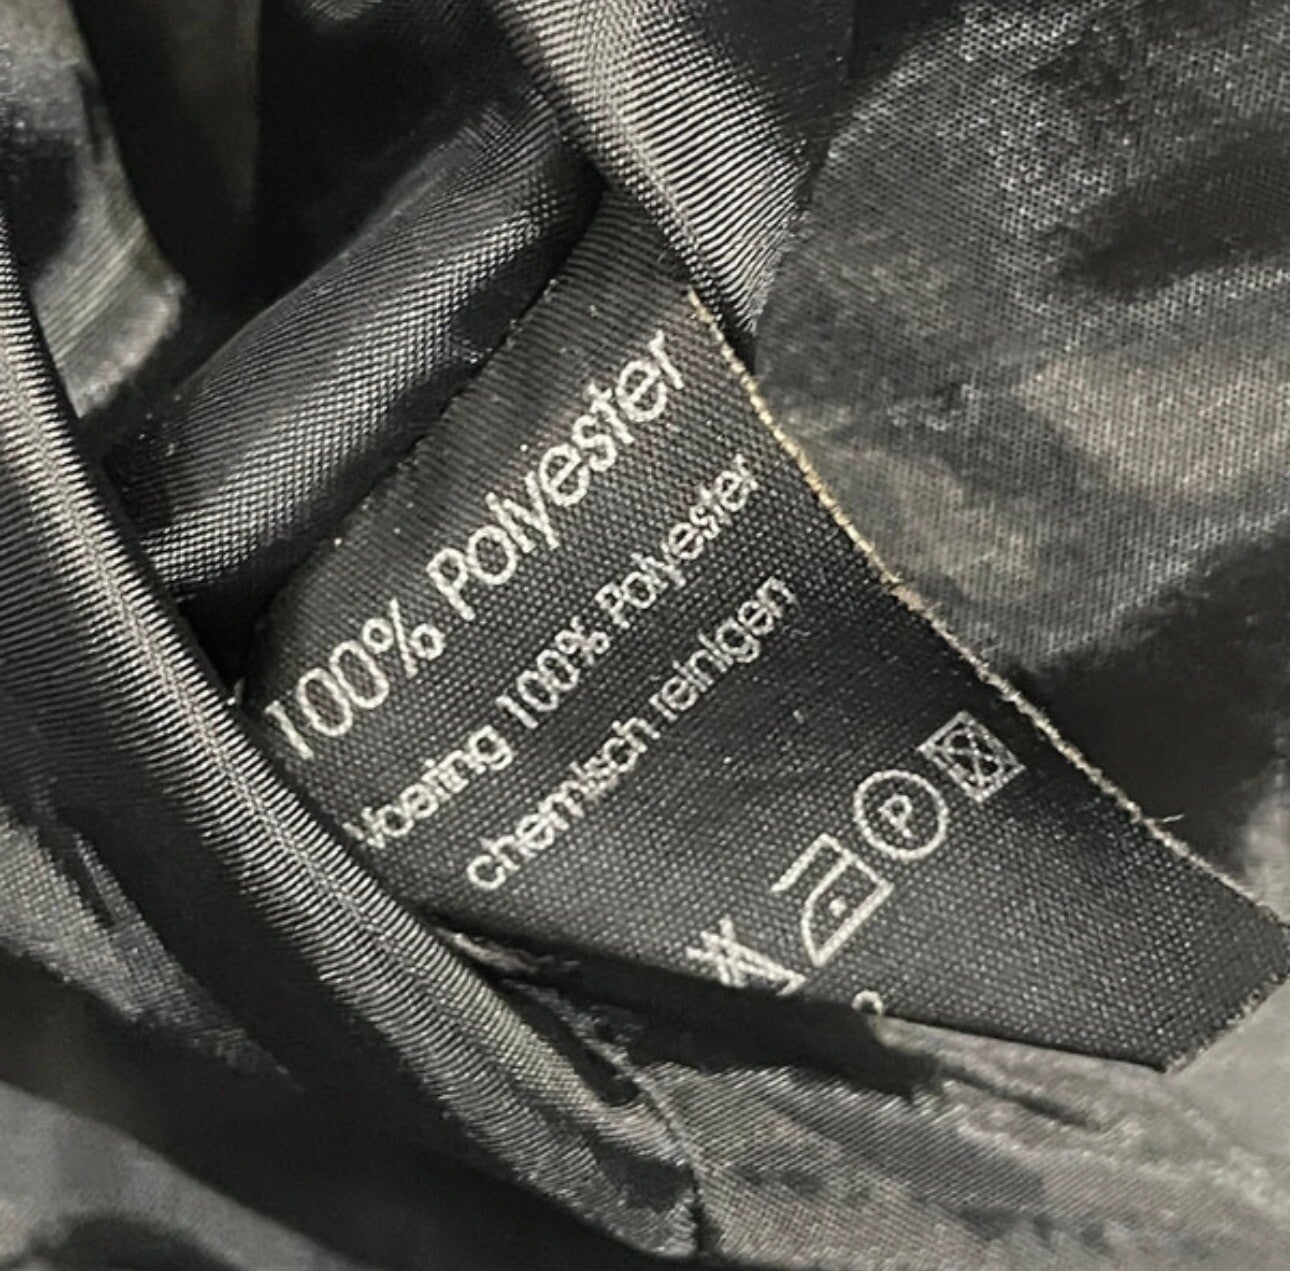 100% Polyester
Voering 100% Polyester
chemisch reinigen
P